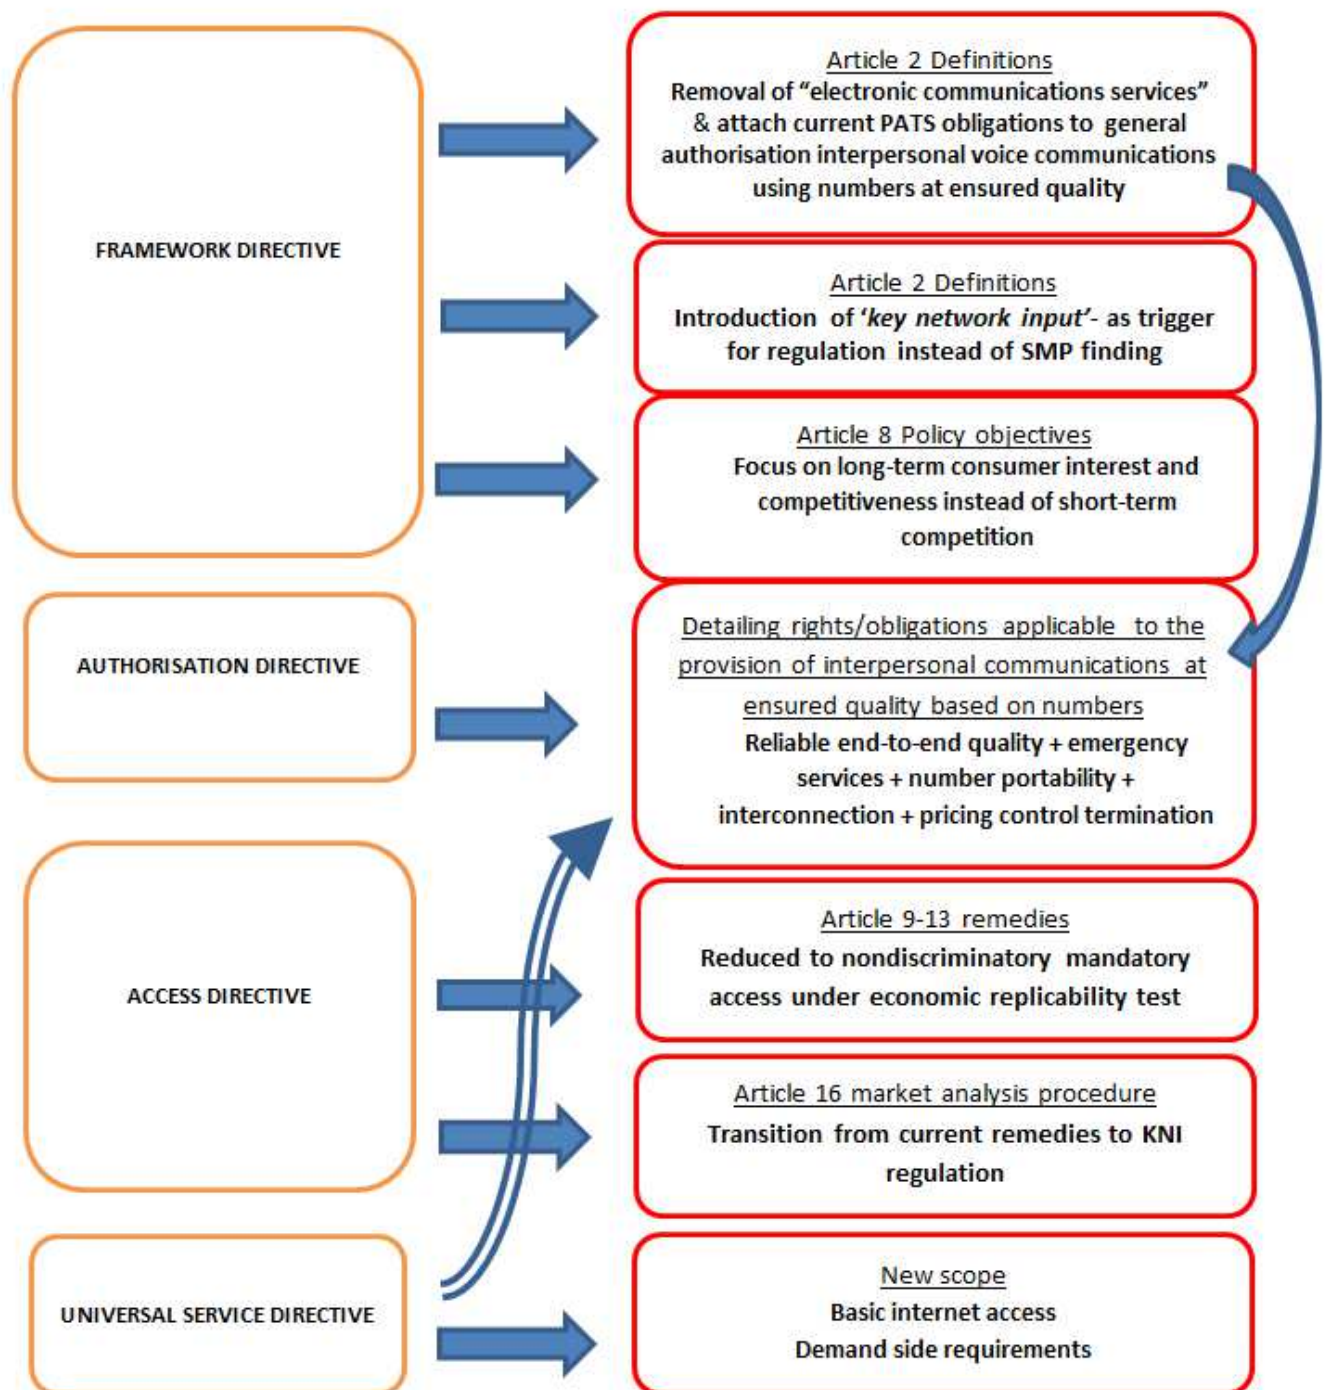 FRAMEWORK DIRECTIVE
Article 2 Definitions
Removal of “electronic communications services”
& attach current PATS obligations to general
authorisation interpersonal voice communications
using numbers at ensured quality
Article 2 Definitions
Introduction of ‘key network input’- as trigger
for regulation instead of SMP finding
Article 8 Policy objectives
Focus on long-term consumer interest and
competitiveness instead of short-term
competition
AUTHORISATION DIRECTIVE
Detailing rights/obligations applicable to the
provision of interpersonal communications at
ensured quality based on numbers
Reliable end-to-end quality + emergency
services + number portability +
interconnection + pricing control termination
ACCESS DIRECTIVE
Article 9-13 remedies
Reduced to nondiscriminatory mandatory
access under economic replicability test
Article 16 market analysis procedure
Transition from current remedies to KNI
regulation
UNIVERSAL SERVICE DIRECTIVE
New scope
Basic internet access
Demand side requirements